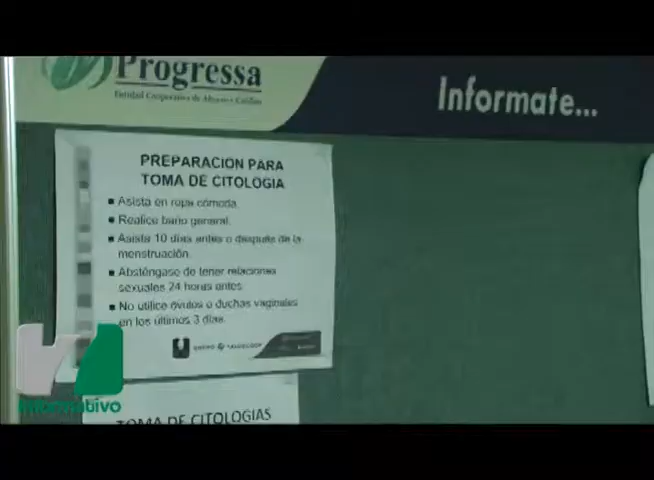 Progressa
Entidad Cooperativa de Ahorro y Crédito
Informate...
PREPARACION PARA
TOMA DE CITOLOGIA
Asista en ropa cómoda.
Realice baño general.
Asista 10 días antes o después de la
menstruación.
Absténgase de tener relaciones
sexuales 24 horas antes.
No utilice óvulos o duchas vaginales
en los últimos 3 días.
TOMA DE CITOLOGIAS
Informativo